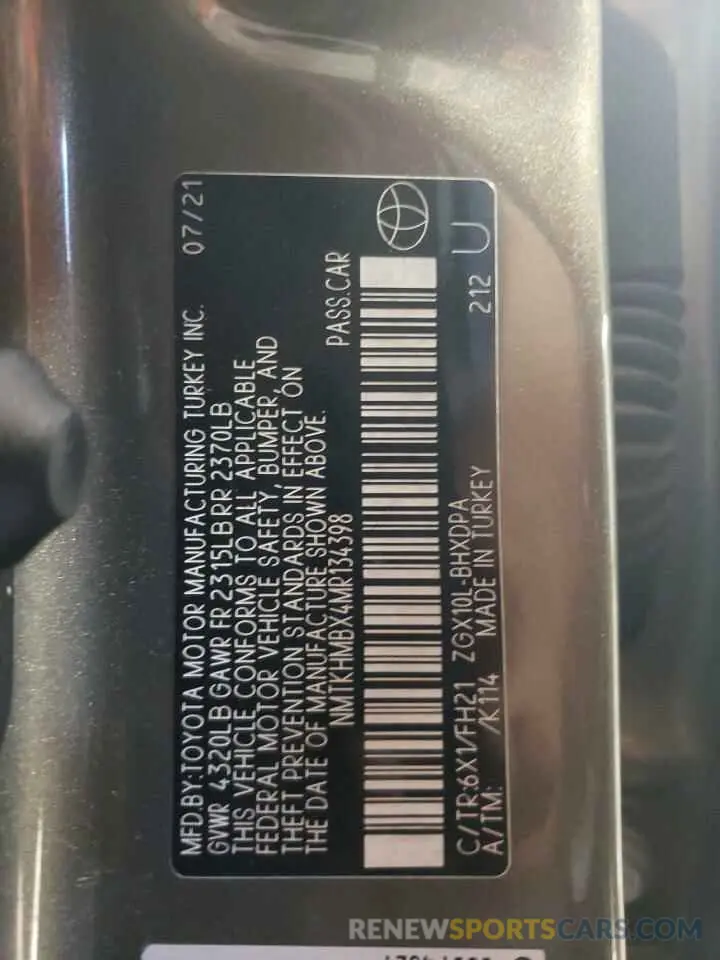 MFD.BY:TOYOTA MOTOR MANUFACTURING TURKEY INC. 07/21
GVWR 4320LB GAWR FR 2315LB RR 2370LB
THIS VEHICLE CONFORMS TO ALL APPLICABLE
FEDERAL MOTOR VEHICLE SAFETY, BUMPER, AND
THEFT PREVENTION STANDARDS IN EFFECT ON
THE DATE OF MANUFACTURE SHOWN ABOVE.
NMTKHMBX4MR134398 PASS.CAR
C/TR:6X1/FH21 ZGX10L-BHXDPA 212 U
A/TM: /K114 MADE IN TURKEY
RENEWSPORTSCARS.COM